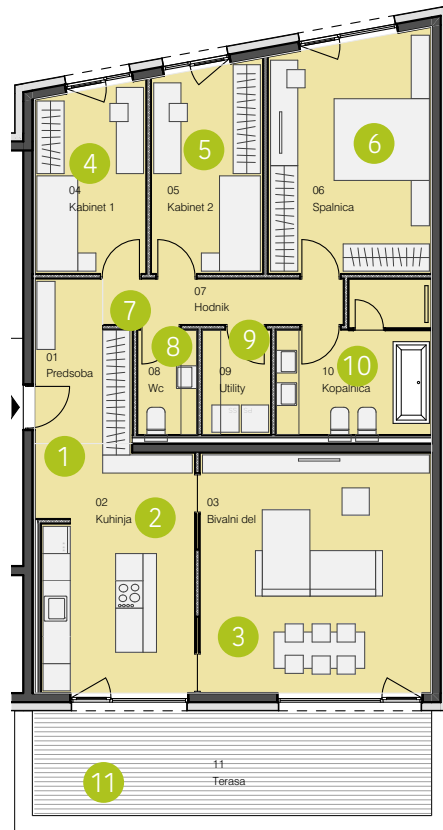 4
04
Kabinet 1
5
05
Kabinet 2
6
06
Spalnica
07
Hodnik
7
01
Predsoba
8
08
Wc
9
09
Utility
10
10
Kopalnica
1
02
Kuhinja
2
03
Bivalni del
3
11
11
Terasa